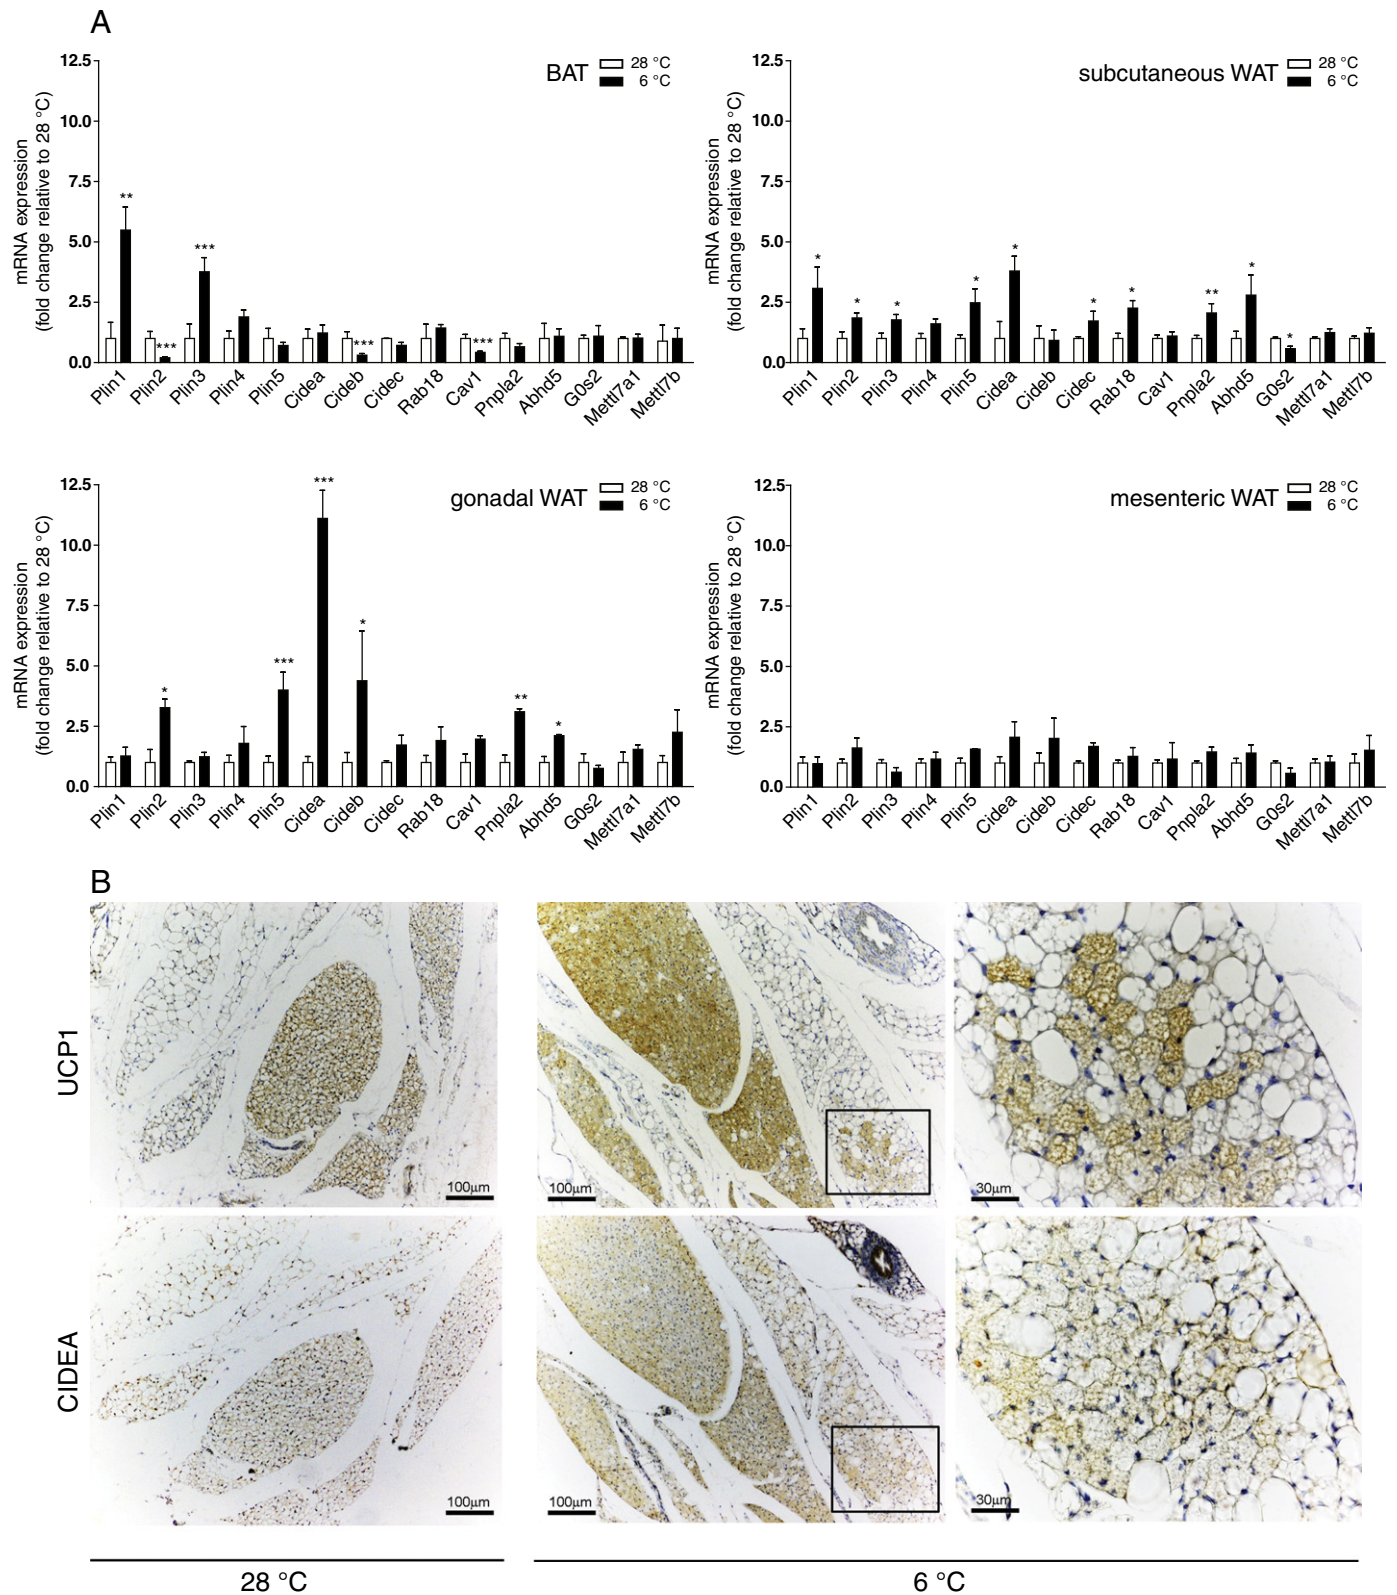 A
BAT
28 °C
6 °C
mRNA expression
(fold change relative to 28 °C)
12.5
10.0
7.5
5.0
2.5
0.0
**
***
***
***
***
Plin1
Plin2
Plin3
Plin4
Plin5
Cidea
Cideb
Cidec
Rab18
Cav1
Pnpla2
Abhd5
G0s2
Mettl7a1
Mettl7b
subcutaneous WAT
28 °C
6 °C
mRNA expression
(fold change relative to 28 °C)
12.5
10.0
7.5
5.0
2.5
0.0
*
*
*
*
*
*
*
**
*
*
Plin1
Plin2
Plin3
Plin4
Plin5
Cidea
Cideb
Cidec
Rab18
Cav1
Pnpla2
Abhd5
G0s2
Mettl7a1
Mettl7b
gonadal WAT
28 °C
6 °C
mRNA expression
(fold change relative to 28 °C)
12.5
10.0
7.5
5.0
2.5
0.0
*
***
***
*
**
*
Plin1
Plin2
Plin3
Plin4
Plin5
Cidea
Cideb
Cidec
Rab18
Cav1
Pnpla2
Abhd5
G0s2
Mettl7a1
Mettl7b
mesenteric WAT
28 °C
6 °C
mRNA expression
(fold change relative to 28 °C)
12.5
10.0
7.5
5.0
2.5
0.0
Plin1
Plin2
Plin3
Plin4
Plin5
Cidea
Cideb
Cidec
Rab18
Cav1
Pnpla2
Abhd5
G0s2
Mettl7a1
Mettl7b
B
UCP1
100µm
100µm
30µm
CIDEA
100µm
100µm
30µm
28 °C
6 °C